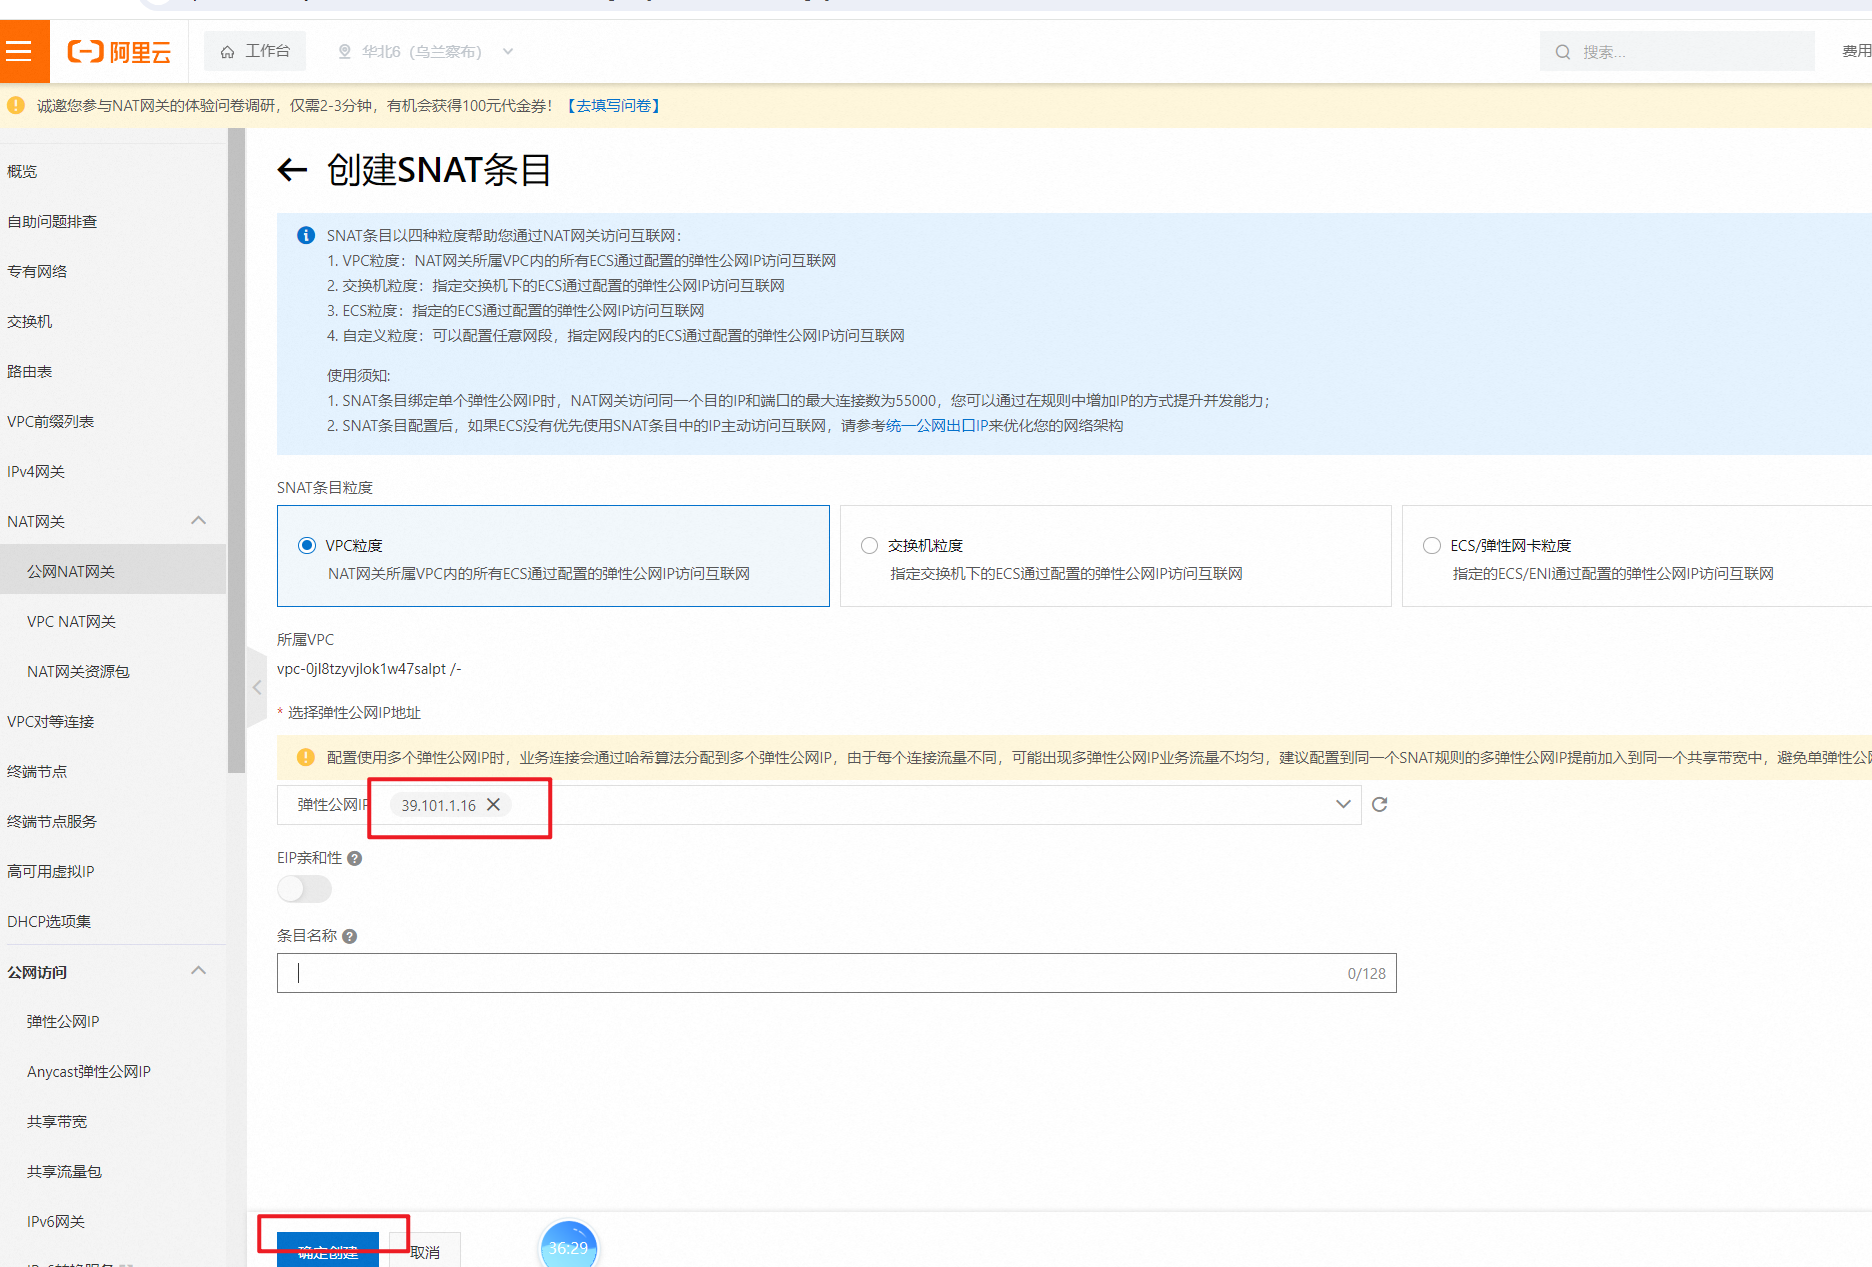 阿里云
工作台
华北6（乌兰察布）
搜索...
费用
诚邀您参与NAT网关的体验问卷调研，仅需2-3分钟，有机会获得100元代金券！【去填写问卷】
概览
自助问题排查
专有网络
交换机
路由表
VPC前缀列表
IPv4网关
NAT网关
公网NAT网关
VPC NAT网关
NAT网关资源包
VPC对等连接
终端节点
终端节点服务
高可用虚拟IP
DHCP选项集
公网访问
弹性公网IP
Anycast弹性公网IP
共享带宽
共享流量包
IPv6网关
创建SNAT条目
SNAT条目以四种粒度帮助您通过NAT网关访问互联网：
1. VPC粒度：NAT网关所属VPC内的所有ECS通过配置的弹性公网IP访问互联网
2. 交换机粒度：指定交换机下的ECS通过配置的弹性公网IP访问互联网
3. ECS粒度：指定的ECS通过配置的弹性公网IP访问互联网
4. 自定义粒度：可以配置任意网段，指定网段内的ECS通过配置的弹性公网IP访问互联网
使用须知:
1. SNAT条目绑定单个弹性公网IP时，NAT网关访问同一个目的IP和端口的最大连接数为55000，您可以通过在规则中增加IP的方式提升并发能力；
2. SNAT条目配置后，如果ECS没有优先使用SNAT条目中的IP主动访问互联网，请参考统一公网出口IP来优化您的网络架构
SNAT条目粒度
VPC粒度
NAT网关所属VPC内的所有ECS通过配置的弹性公网IP访问互联网
交换机粒度
指定交换机下的ECS通过配置的弹性公网IP访问互联网
ECS/弹性网卡粒度
指定的ECS/ENI通过配置的弹性公网IP访问互联网
所属VPC
vpc-0jl8tzyvjlok1w47salpt /-
* 选择弹性公网IP地址
配置使用多个弹性公网IP时，业务连接会通过哈希算法分配到多个弹性公网IP，由于每个连接流量不同，可能出现多弹性公网IP业务流量不均匀，建议配置到同一个SNAT规则的多弹性公网IP提前加入到同一个共享带宽中，避免单弹性公网
弹性公网IP
39.101.1.16
EIP亲和性
条目名称
0/128
确定创建
取消
36:29